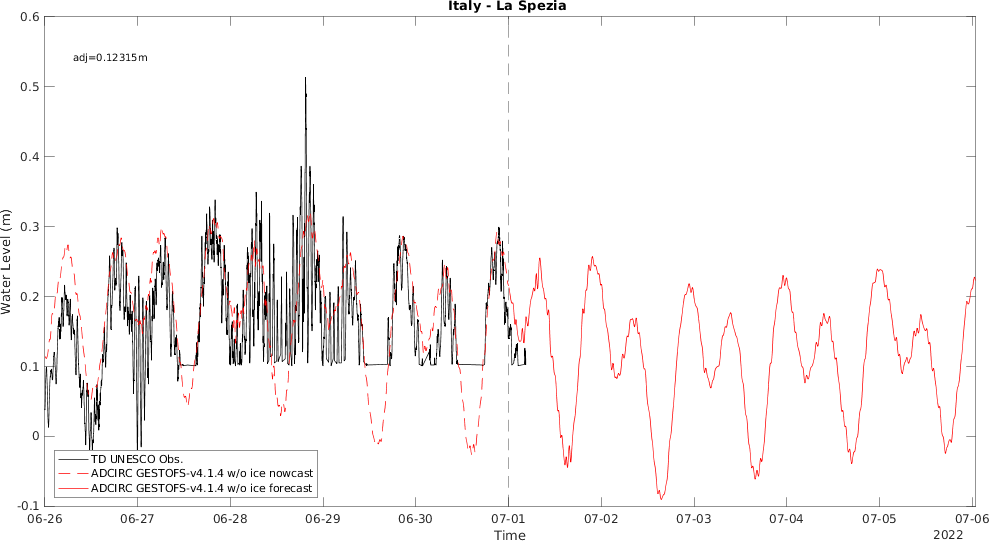 Italy - La Spezia
adj=0.12315m
Water Level (m)
0.6
0.5
0.4
0.3
0.2
0.1
0
-0.1
TD UNESCO Obs.
ADCIRC GESTOFS-v4.1.4 w/o ice nowcast
ADCIRC GESTOFS-v4.1.4 w/o ice forecast
06-26 06-27 06-28 06-29 06-30 07-01 07-02 07-03 07-04 07-05 07-06
Time
2022